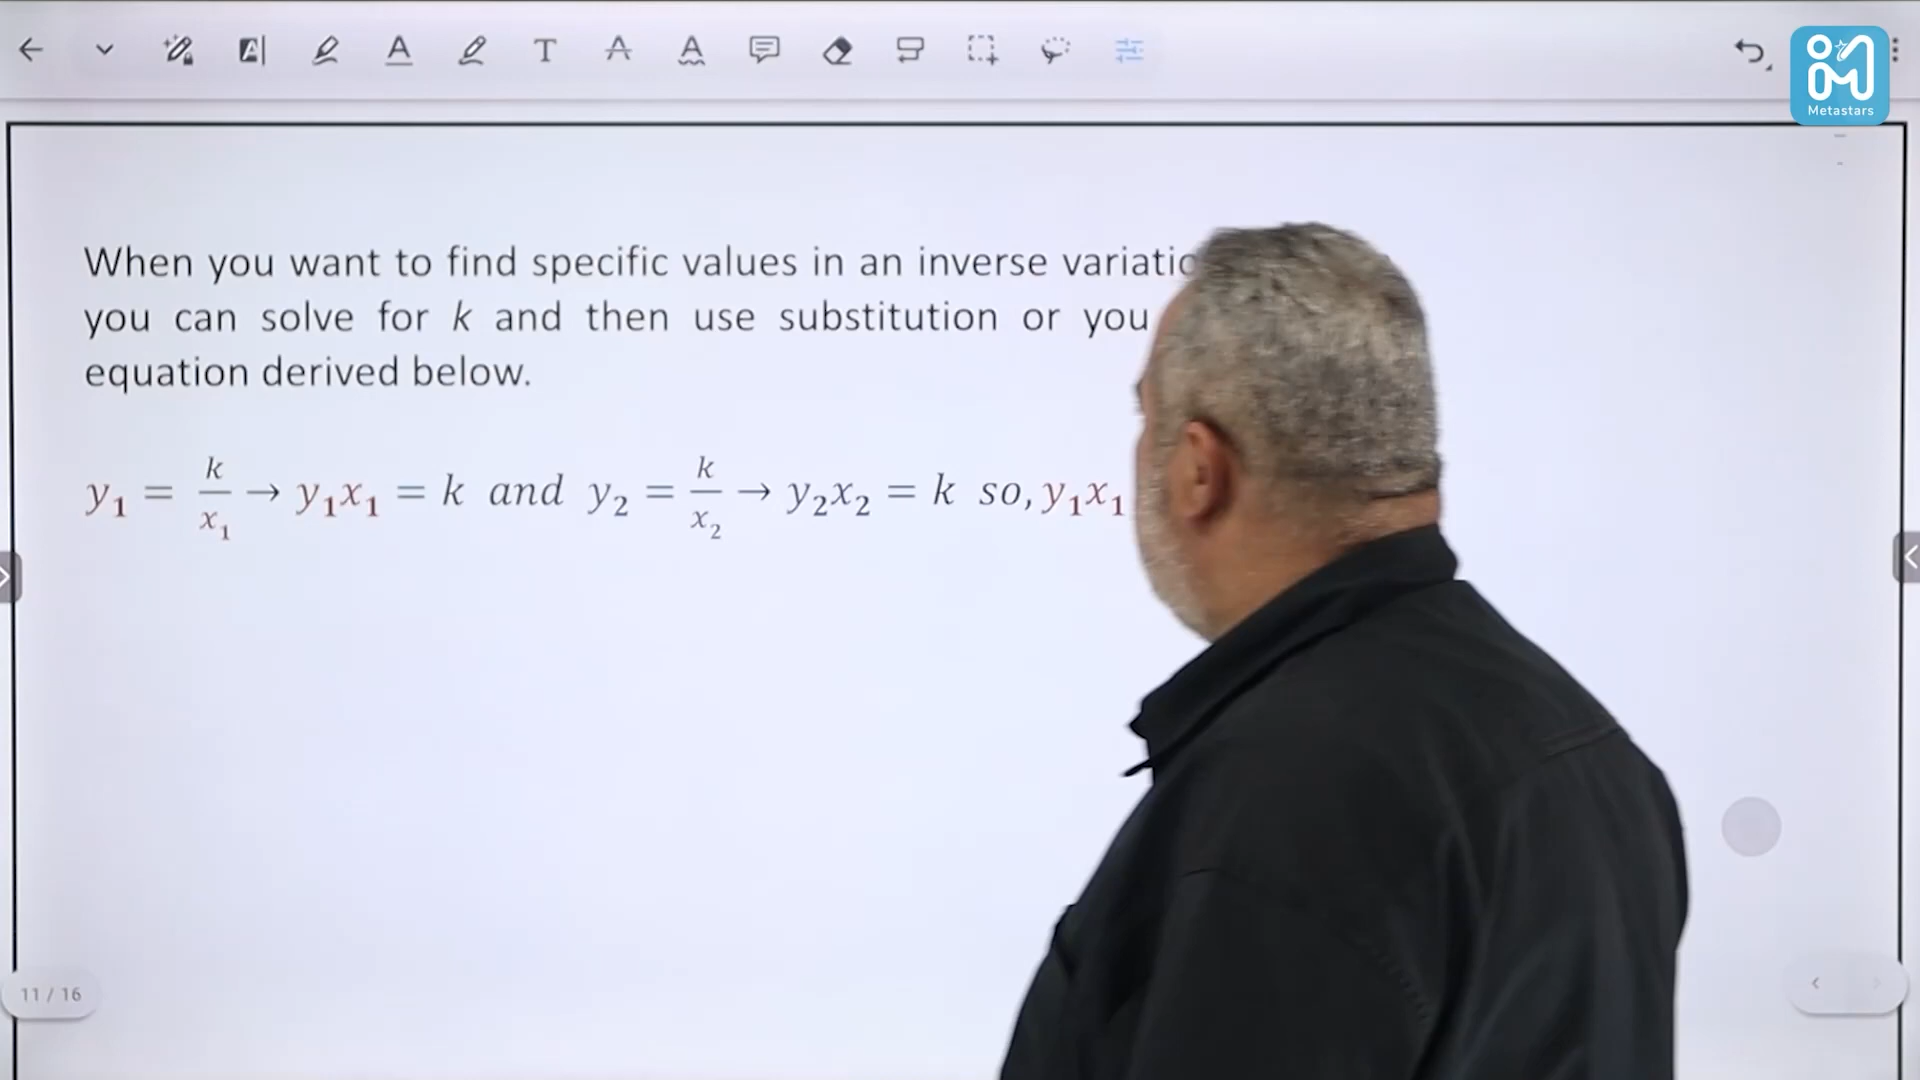 Metastars
When you want to find specific values in an inverse
you can solve for k and then use substitution or you
equation derived below.
y₁ = k/x₁ → y₁x₁ = k and y₂ = k/x₂ → y₂x₂ = k so, y₁x₁
11 / 16